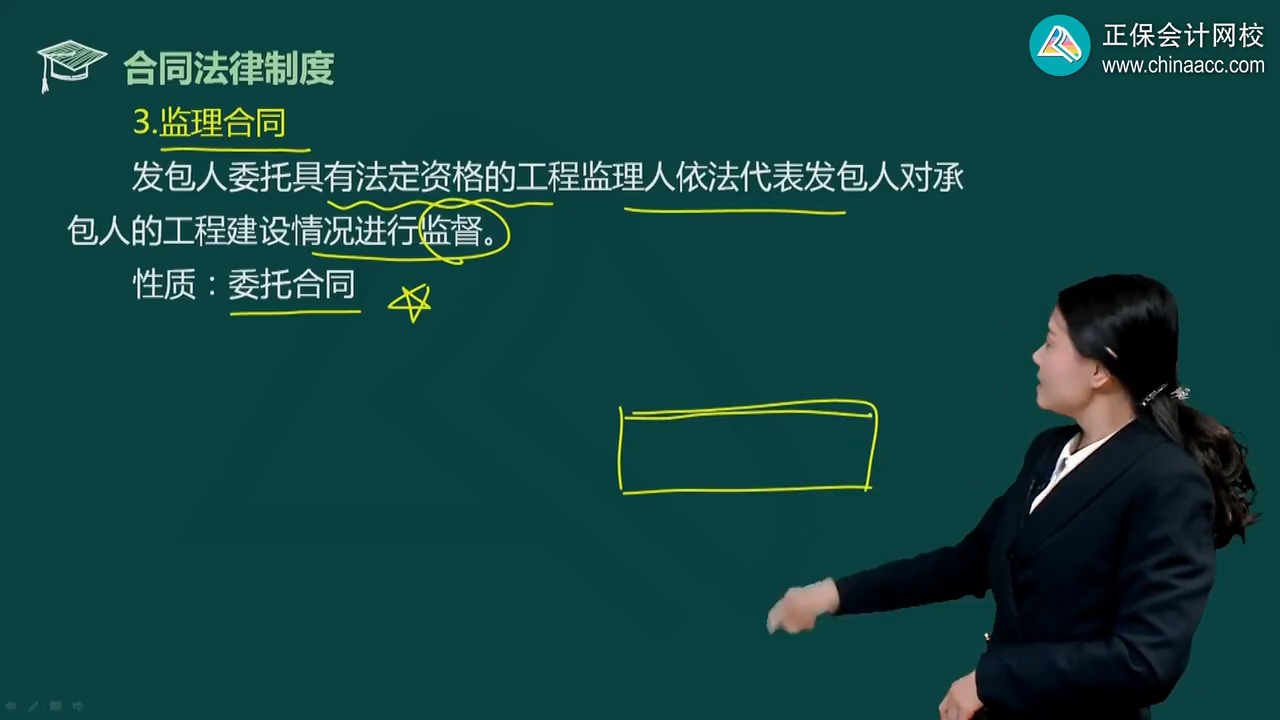 正保会计网校
www.chinaacc.com
合同法律制度
3.监理合同
发包人委托具有法定资格的工程监理人依法代表发包人对承
包人的工程建设情况进行监督。
性质：委托合同